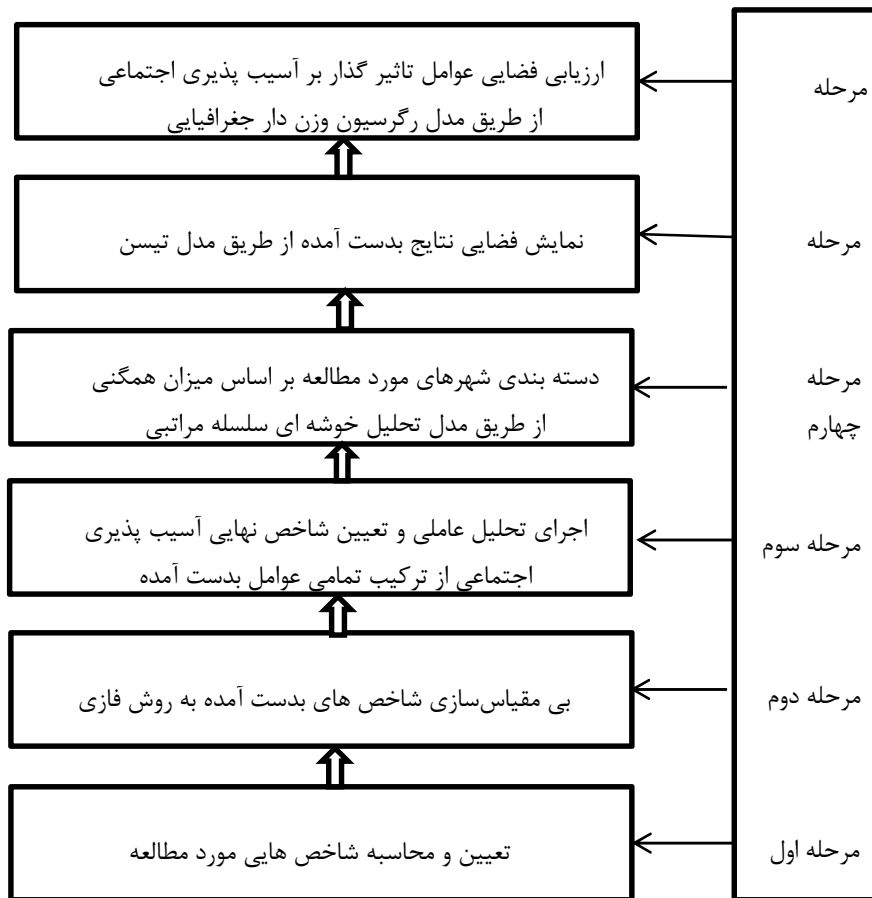 مرحله
ارزیابی فضایی عوامل تاثیر گذار بر آسیب پذیری اجتماعی
از طریق مدل رگرسیون وزن دار جغرافیایی
مرحله
نمایش فضایی نتایج بدست آمده از طریق مدل تیسن
مرحله
چهارم
دسته بندی شهرهای مورد مطالعه بر اساس میزان همگنی
از طریق مدل تحلیل خوشه ای سلسله مراتبی
مرحله سوم
اجرای تحلیل عاملی و تعیین شاخص نهایی آسیب پذیری
اجتماعی از ترکیب تمامی عوامل بدست آمده
مرحله دوم
بی مقیاس‌سازی شاخص های بدست آمده به روش فازی
مرحله اول
تعیین و محاسبه شاخص هایی مورد مطالعه